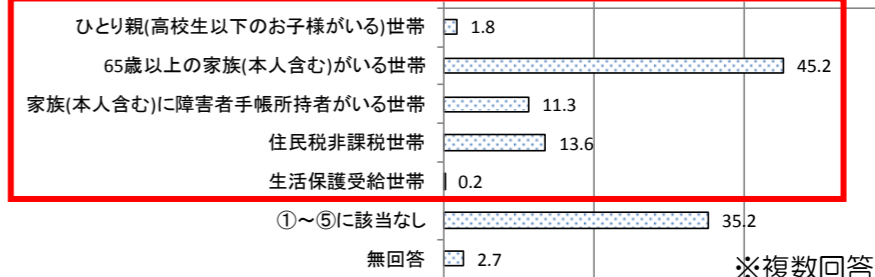 ひとり親(高校生以下のお子様がいる)世帯 1.8
65歳以上の家族(本人含む)がいる世帯 45.2
家族(本人含む)に障害者手帳所持者がいる世帯 11.3
住民税非課税世帯 13.6
生活保護受給世帯 0.2
①～⑤に該当なし 35.2
無回答 2.7
※複数回答